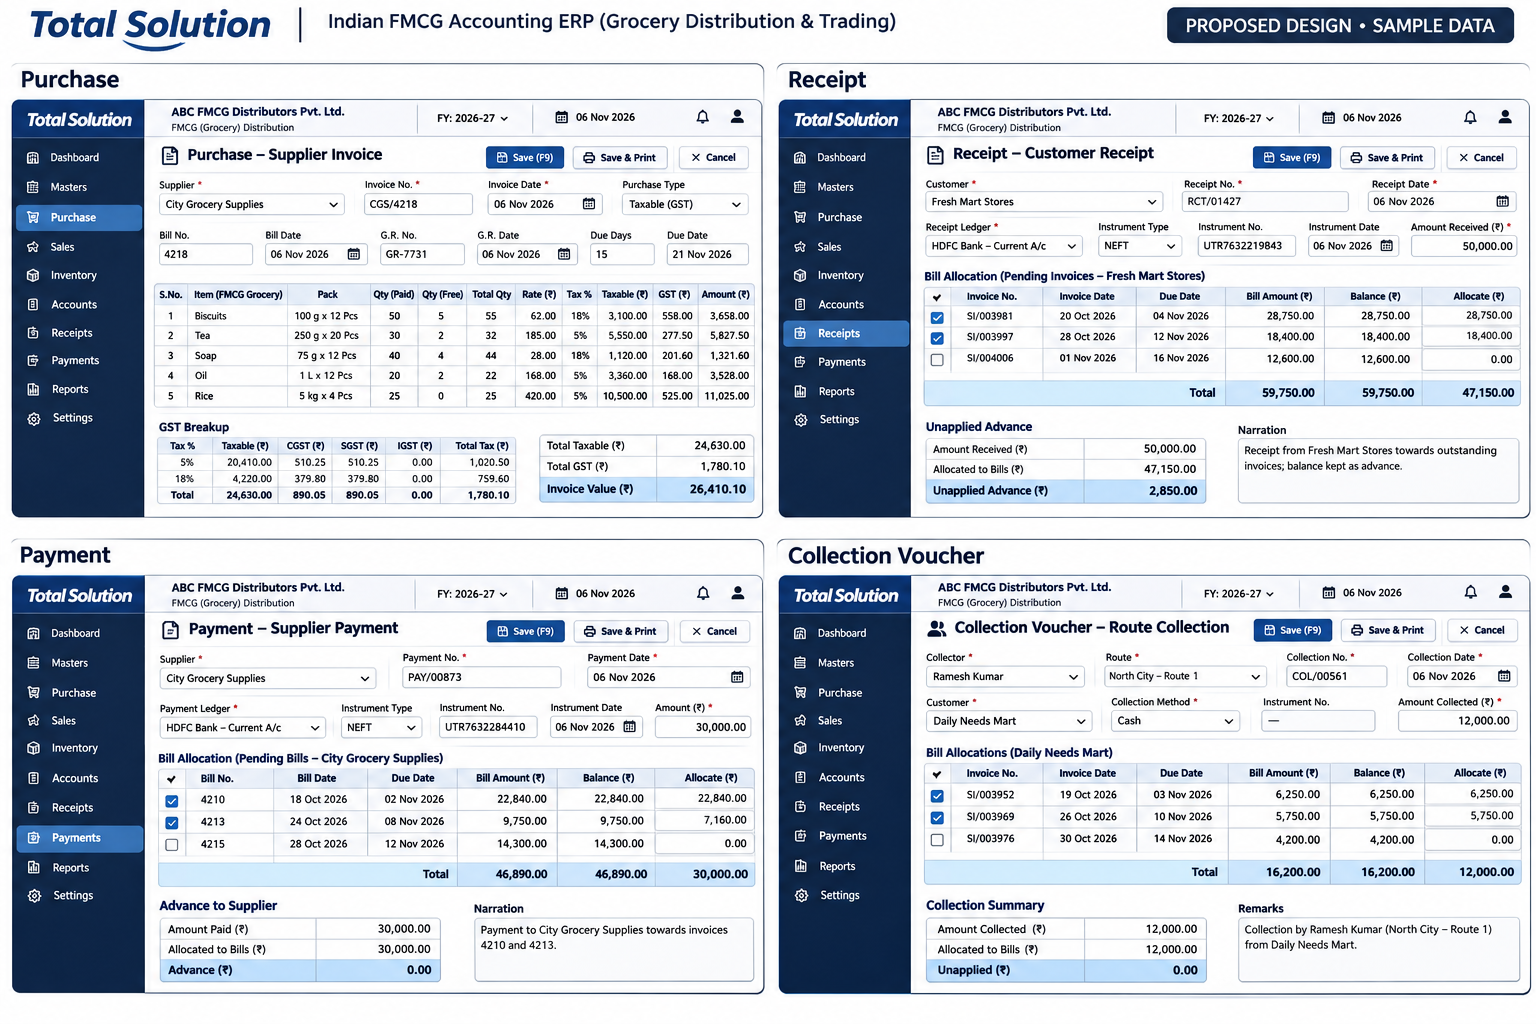 Total Solution
Indian FMCG Accounting ERP (Grocery Distribution & Trading)
PROPOSED DESIGN • SAMPLE DATA
Purchase
Total Solution
ABC FMCG Distributors Pvt. Ltd.
FMCG (Grocery) Distribution
FY: 2026-27
06 Nov 2026
Dashboard
Masters
Purchase
Sales
Inventory
Accounts
Receipts
Payments
Reports
Settings
Purchase – Supplier Invoice
Save (F9)
Save & Print
Cancel
Supplier * Invoice No. * Invoice Date * Purchase Type
City Grocery Supplies CGS/4218 06 Nov 2026 Taxable (GST)
Bill No. Bill Date G.R. No. G.R. Date Due Days Due Date
4218 06 Nov 2026 GR-7731 06 Nov 2026 15 21 Nov 2026
S.No. Item (FMCG Grocery) Pack Qty (Paid) Qty (Free) Total Qty Rate (₹) Tax % Taxable (₹) GST (₹) Amount (₹)
1 Biscuits 100 g x 12 Pcs 50 5 55 62.00 18% 3,100.00 558.00 3,658.00
2 Tea 250 g x 20 Pcs 30 2 32 185.00 5% 5,550.00 277.50 5,827.50
3 Soap 75 g x 12 Pcs 40 4 44 28.00 18% 1,120.00 201.60 1,321.60
4 Oil 1 L x 12 Pcs 20 2 22 168.00 5% 3,360.00 168.00 3,528.00
5 Rice 5 kg x 4 Pcs 25 0 25 420.00 5% 10,500.00 525.00 11,025.00
GST Breakup
Tax % Taxable (₹) CGST (₹) SGST (₹) IGST (₹) Total Tax (₹)
5% 20,410.00 510.25 510.25 0.00 1,020.50
18% 4,220.00 379.80 379.80 0.00 759.60
Total 24,630.00 890.05 890.05 0.00 1,780.10
Total Taxable (₹) 24,630.00
Total GST (₹) 1,780.10
Invoice Value (₹) 26,410.10
Receipt
Total Solution
ABC FMCG Distributors Pvt. Ltd.
FMCG (Grocery) Distribution
FY: 2026-27
06 Nov 2026
Dashboard
Masters
Purchase
Sales
Inventory
Accounts
Receipts
Payments
Reports
Settings
Receipt – Customer Receipt
Save (F9)
Save & Print
Cancel
Customer * Receipt No. * Receipt Date *
Fresh Mart Stores RCT/01427 06 Nov 2026
Receipt Ledger * Instrument Type Instrument No. Instrument Date Amount Received (₹) *
HDFC Bank – Current A/c NEFT UTR7632219843 06 Nov 2026 50,000.00
Bill Allocation (Pending Invoices – Fresh Mart Stores)
Invoice No. Invoice Date Due Date Bill Amount (₹) Balance (₹) Allocate (₹)
SI/003981 20 Oct 2026 04 Nov 2026 28,750.00 28,750.00 28,750.00
SI/003997 28 Oct 2026 12 Nov 2026 18,400.00 18,400.00 18,400.00
SI/004006 01 Nov 2026 16 Nov 2026 12,600.00 12,600.00 0.00
Total 59,750.00 59,750.00 47,150.00
Unapplied Advance
Amount Received (₹) 50,000.00
Allocated to Bills (₹) 47,150.00
Unapplied Advance (₹) 2,850.00
Narration
Receipt from Fresh Mart Stores towards outstanding
invoices; balance kept as advance.
Payment
Total Solution
ABC FMCG Distributors Pvt. Ltd.
FMCG (Grocery) Distribution
FY: 2026-27
06 Nov 2026
Dashboard
Masters
Purchase
Sales
Inventory
Accounts
Receipts
Payments
Reports
Settings
Payment – Supplier Payment
Save (F9)
Save & Print
Cancel
Supplier * Payment No. * Payment Date *
City Grocery Supplies PAY/00873 06 Nov 2026
Payment Ledger * Instrument Type Instrument No. Instrument Date Amount (₹) *
HDFC Bank – Current A/c NEFT UTR7632284410 06 Nov 2026 30,000.00
Bill Allocation (Pending Bills – City Grocery Supplies)
Bill No. Bill Date Due Date Bill Amount (₹) Balance (₹) Allocate (₹)
4210 18 Oct 2026 02 Nov 2026 22,840.00 22,840.00 22,840.00
4213 24 Oct 2026 08 Nov 2026 9,750.00 9,750.00 7,160.00
4215 28 Oct 2026 12 Nov 2026 14,300.00 14,300.00 0.00
Total 46,890.00 46,890.00 30,000.00
Advance to Supplier
Amount Paid (₹) 30,000.00
Allocated to Bills (₹) 30,000.00
Advance (₹) 0.00
Narration
Payment to City Grocery Supplies towards invoices
4210 and 4213.
Collection Voucher
Total Solution
ABC FMCG Distributors Pvt. Ltd.
FMCG (Grocery) Distribution
FY: 2026-27
06 Nov 2026
Dashboard
Masters
Purchase
Sales
Inventory
Accounts
Receipts
Payments
Reports
Settings
Collection Voucher – Route Collection
Save (F9)
Save & Print
Cancel
Collector * Route * Collection No. * Collection Date *
Ramesh Kumar North City – Route 1 COL/00561 06 Nov 2026
Customer * Collection Method * Instrument No. Amount Collected (₹) *
Daily Needs Mart Cash — 12,000.00
Bill Allocations (Daily Needs Mart)
Invoice No. Invoice Date Due Date Bill Amount (₹) Balance (₹) Allocate (₹)
SI/003952 19 Oct 2026 03 Nov 2026 6,250.00 6,250.00 6,250.00
SI/003969 26 Oct 2026 10 Nov 2026 5,750.00 5,750.00 5,750.00
SI/003976 30 Oct 2026 14 Nov 2026 4,200.00 4,200.00 0.00
Total 16,200.00 16,200.00 12,000.00
Collection Summary
Amount Collected (₹) 12,000.00
Allocated to Bills (₹) 12,000.00
Unapplied (₹) 0.00
Remarks
Collection by Ramesh Kumar (North City – Route 1)
from Daily Needs Mart.